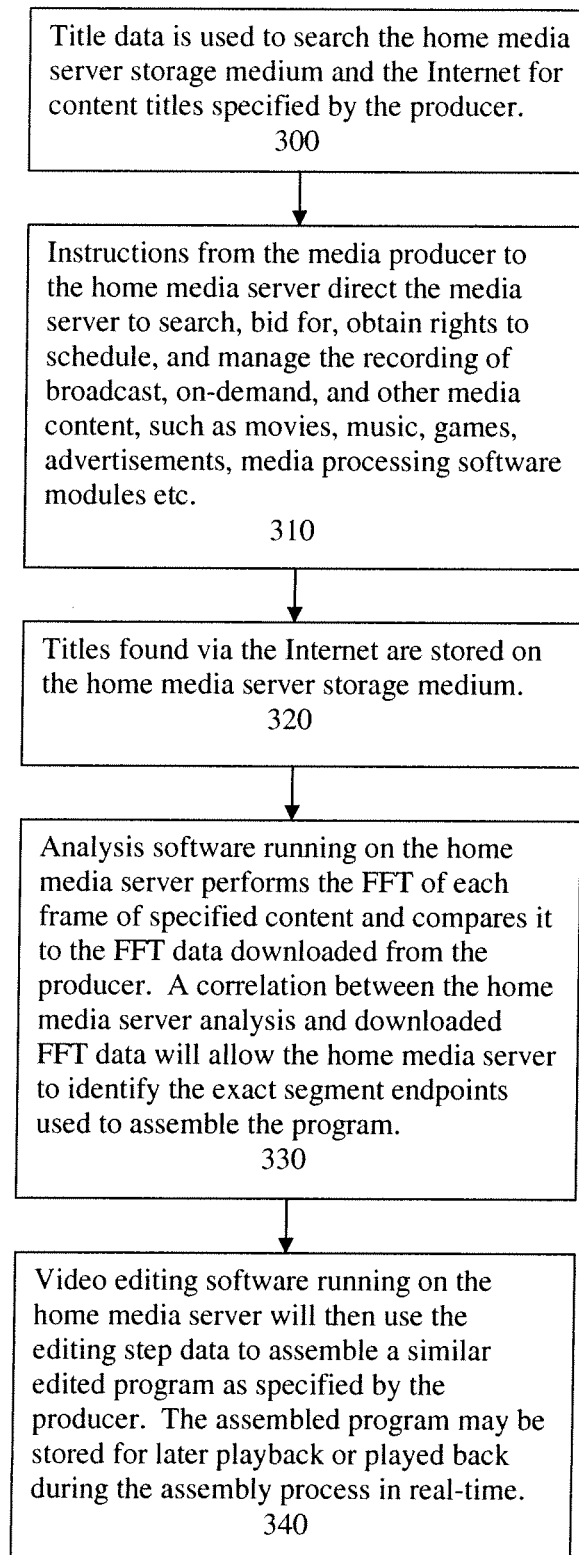 Title data is used to search the home media
server storage medium and the Internet for
content titles specified by the producer.
300
Instructions from the media producer to
the home media server direct the media
server to search, bid for, obtain rights to
schedule, and manage the recording of
broadcast, on-demand, and other media
content, such as movies, music, games,
advertisements, media processing software
modules etc.
310
Titles found via the Internet are stored on
the home media server storage medium.
320
Analysis software running on the home
media server performs the FFT of each
frame of specified content and compares it
to the FFT data downloaded from the
producer.  A correlation between the home
media server analysis and downloaded
FFT data will allow the home media server
to identify the exact segment endpoints
used to assemble the program.
330
Video editing software running on the
home media server will then use the
editing step data to assemble a similar
edited program as specified by the
producer.  The assembled program may be
stored for later playback or played back
during the assembly process in real-time.
340